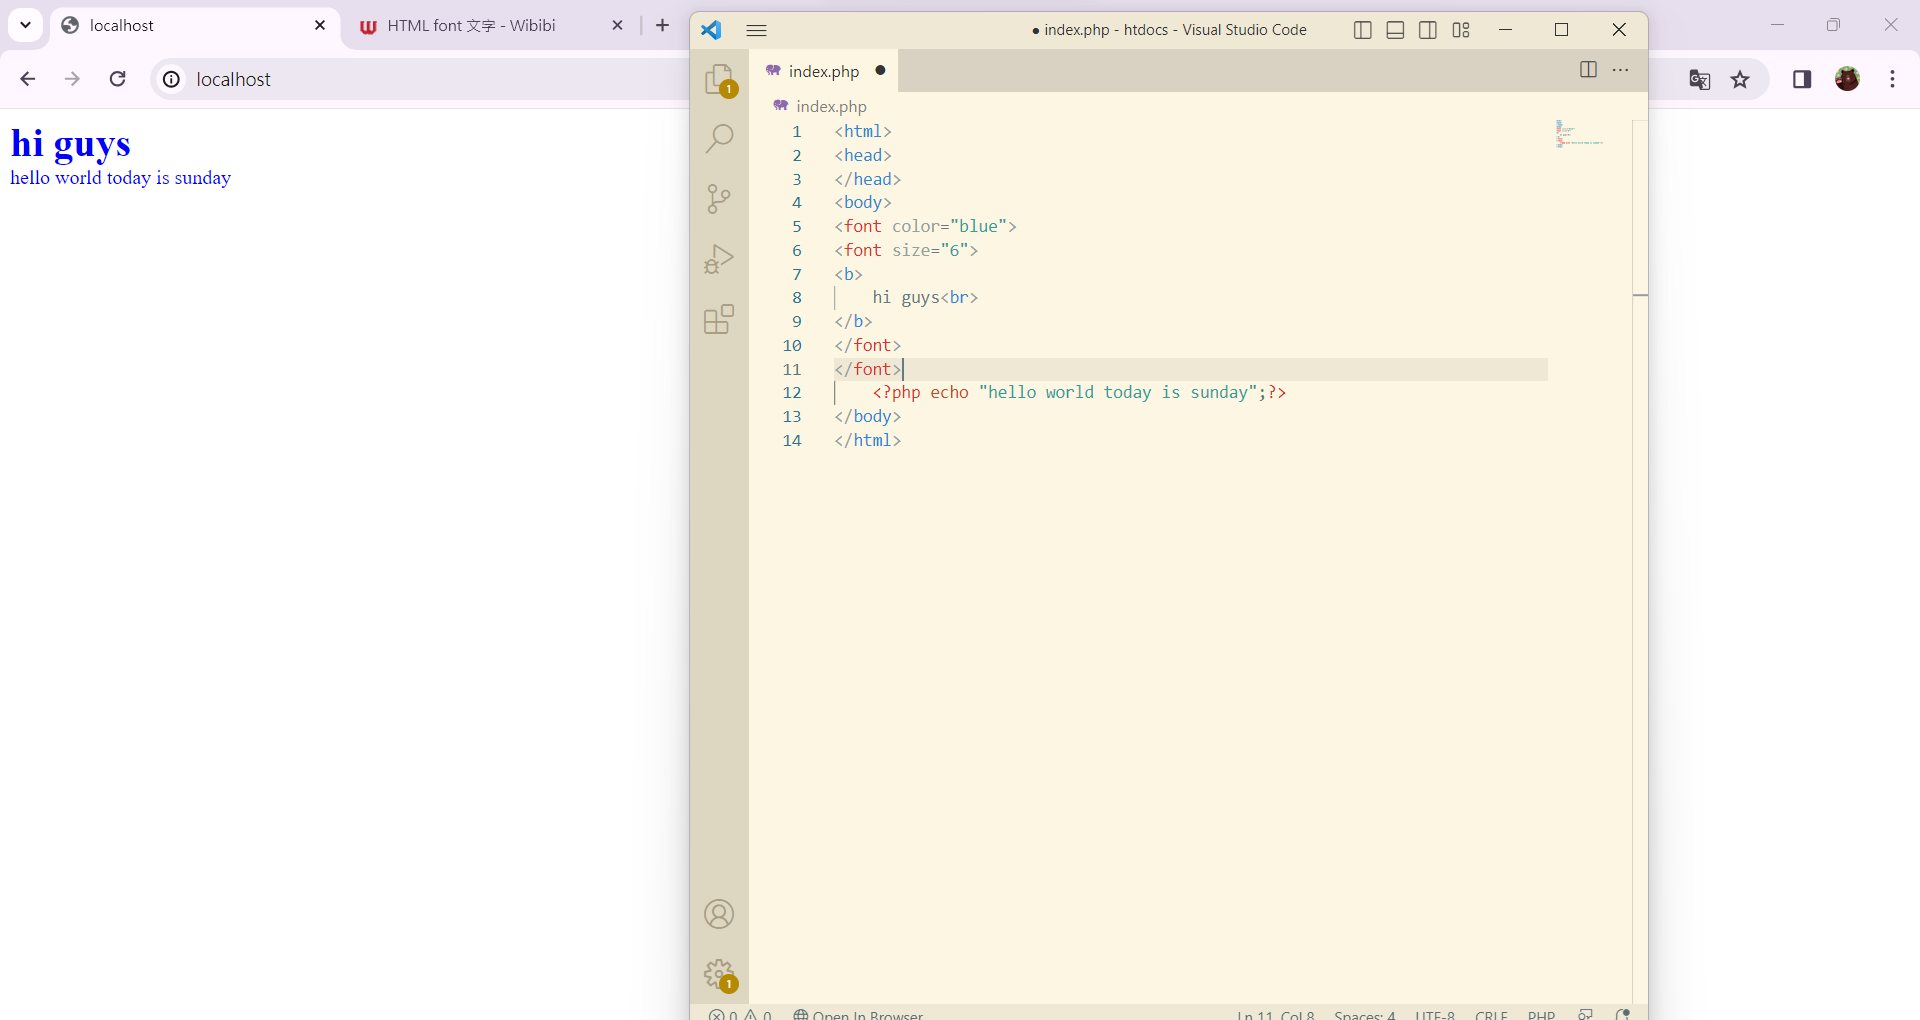 localhost
HTML font 文字 - Wibibi
localhost
hi guys
hello world today is sunday
● index.php - htdocs - Visual Studio Code
index.php
index.php
1 <html>
2 <head>
3 </head>
4 <body>
5 <font color="blue">
6 <font size="6">
7 <b>
8 hi guys<br>
9 </b>
10 </font>
11 </font>
12 <?php echo "hello world today is sunday";?>
13 </body>
14 </html>
1
1
0 0 Open In Browser Ln 11, Col 8 Spaces: 4 UTF-8 CRLF PHP